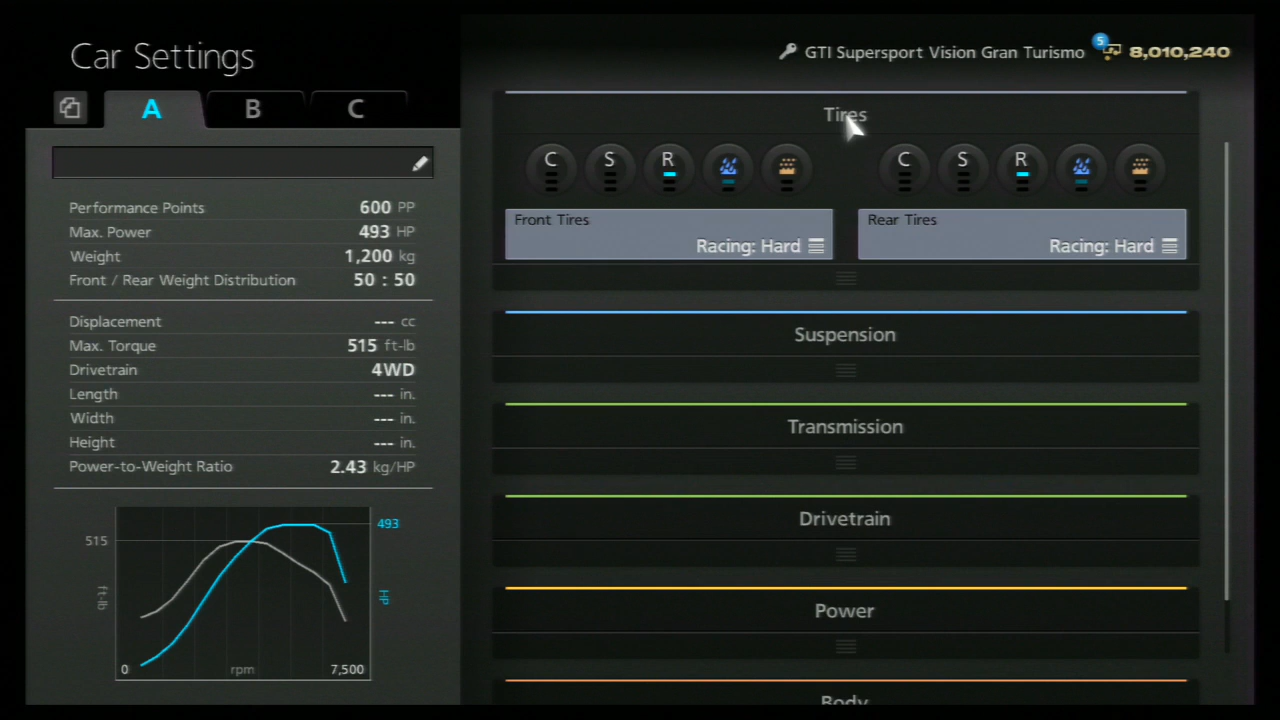 Car Settings
GTI Supersport Vision Gran Turismo
5
8,010,240
A
B
C
Performance Points 600 PP
Max. Power 493 HP
Weight 1,200 kg
Front / Rear Weight Distribution 50 : 50
Displacement --- cc
Max. Torque 515 ft-lb
Drivetrain 4WD
Length --- in.
Width --- in.
Height --- in.
Power-to-Weight Ratio 2.43 kg/HP
493
515
ft-lb
HP
0 rpm 7,500
Tires
C S R
C S R
Front Tires
Racing: Hard
Rear Tires
Racing: Hard
Suspension
Transmission
Drivetrain
Power
Body